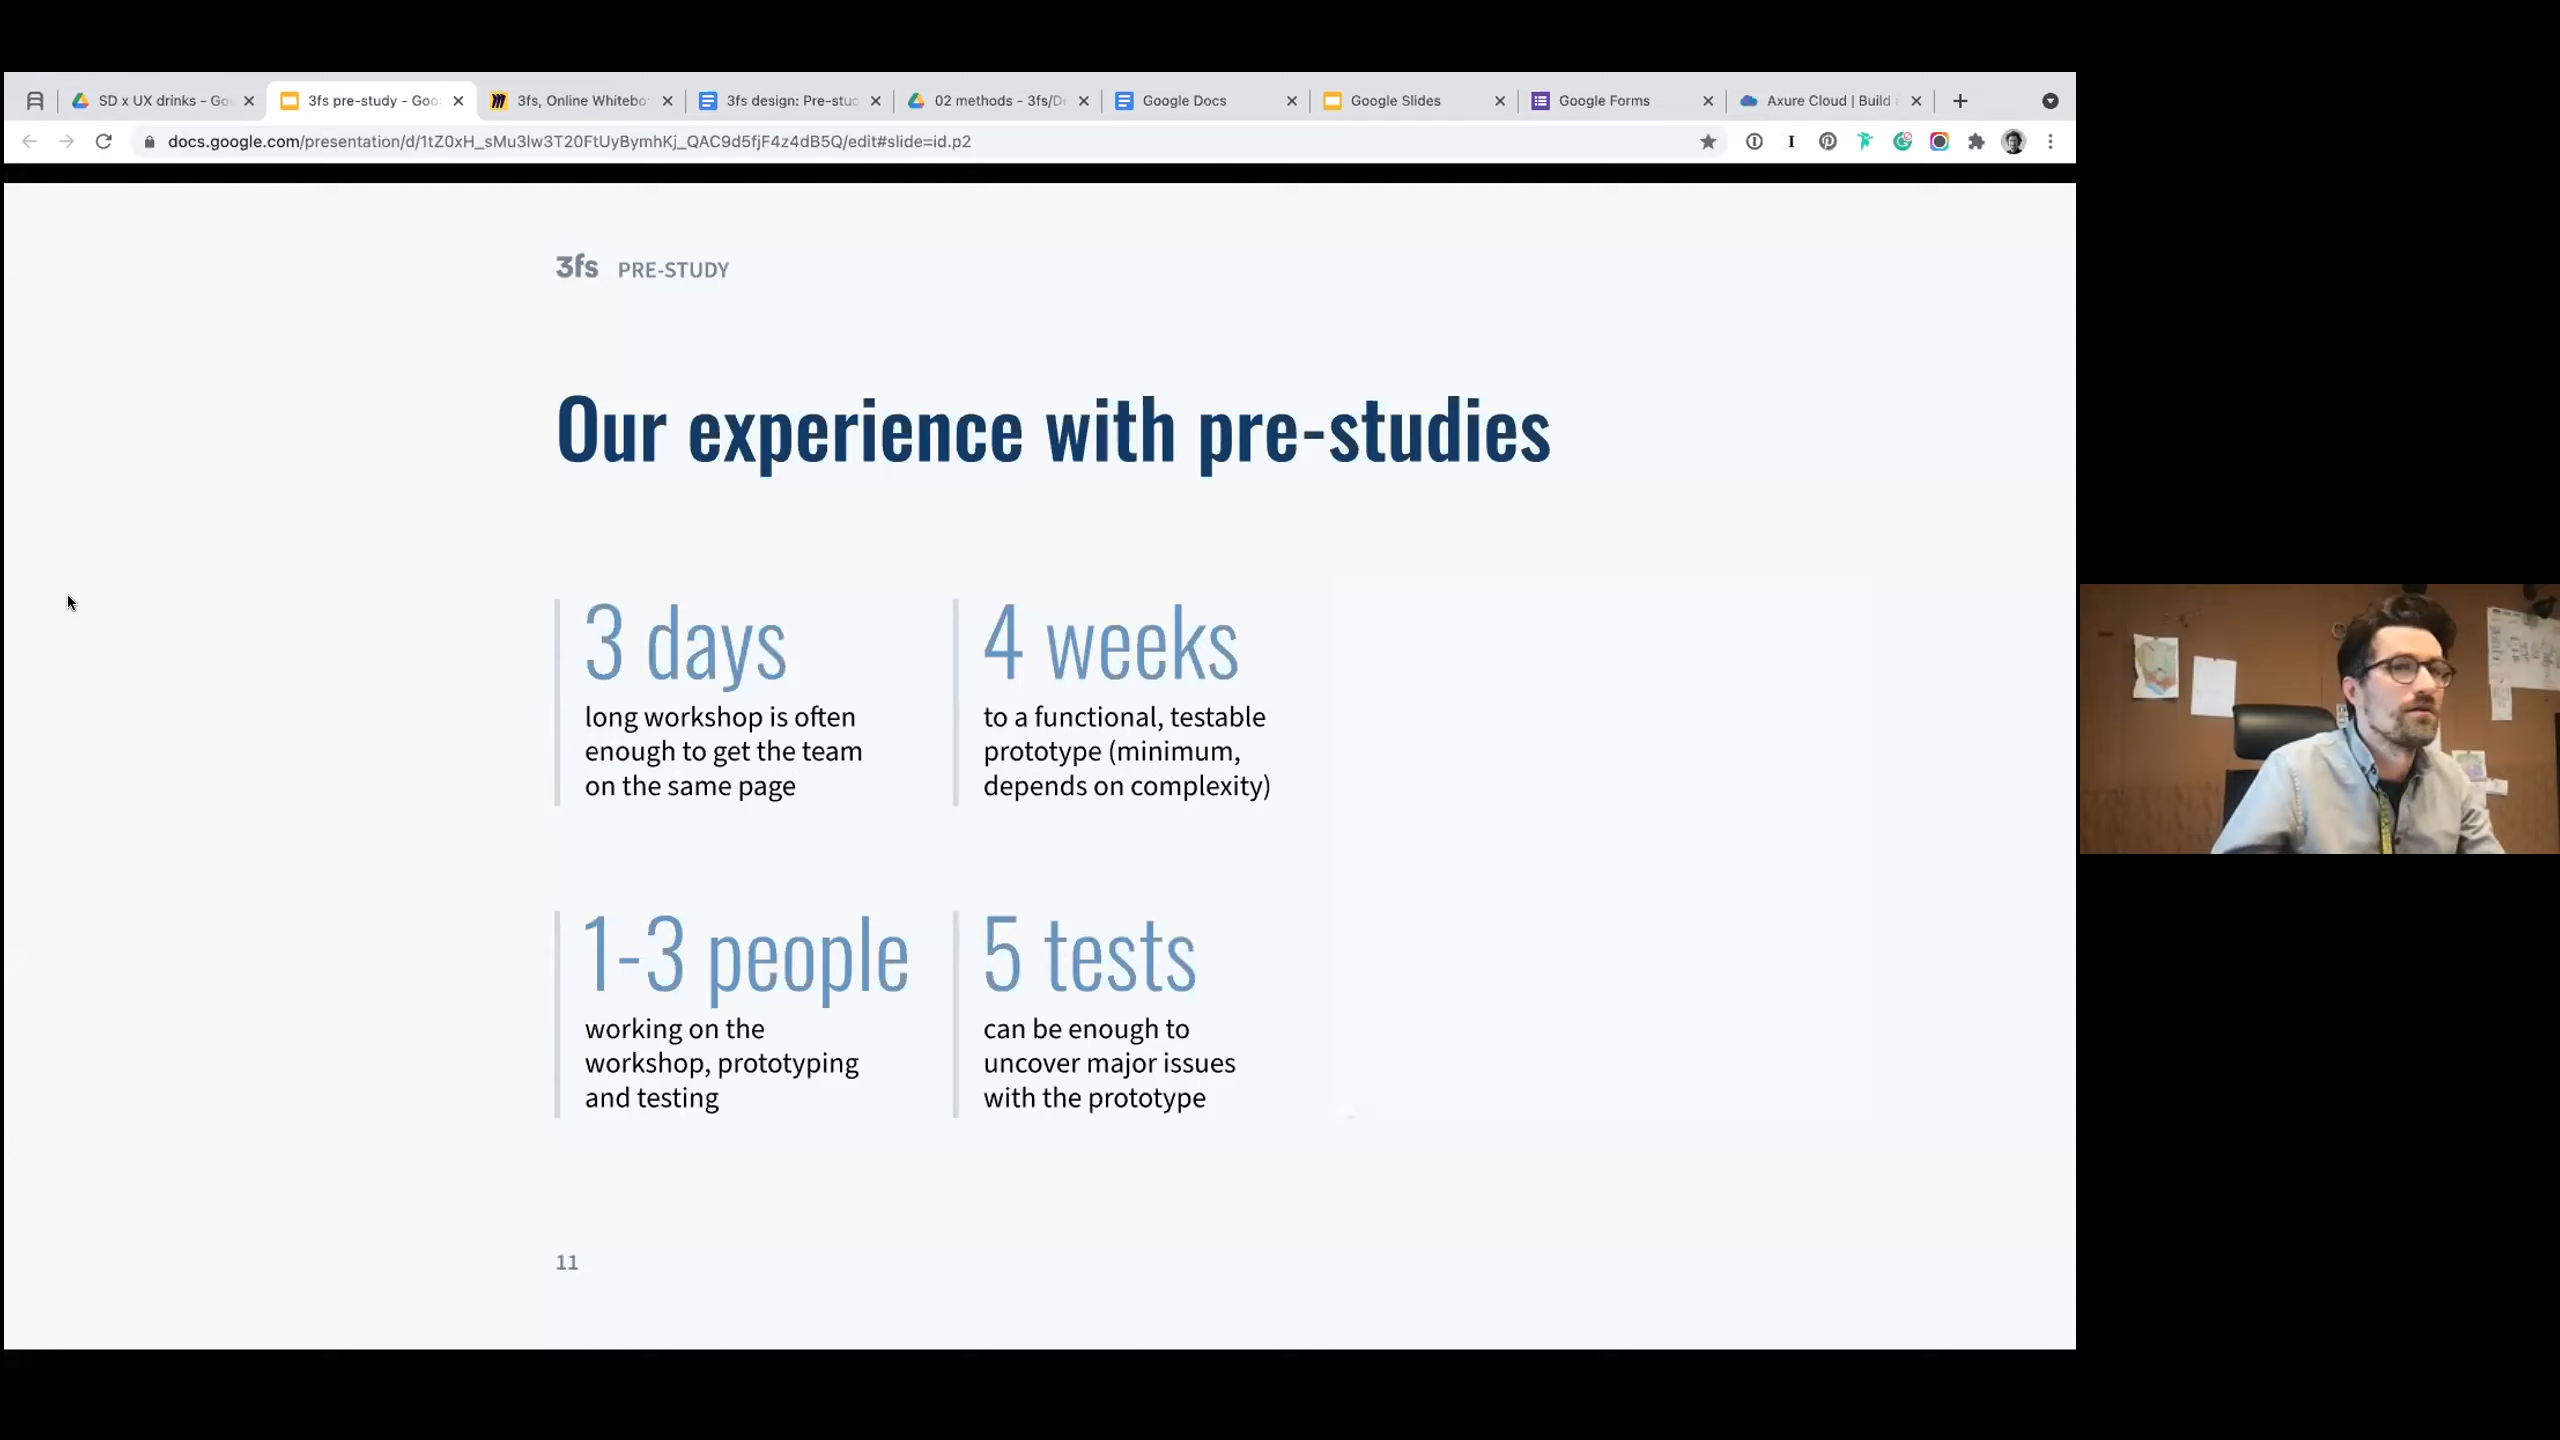 SD x UX drinks - Go
3fs pre-study - Goo
3fs, Online Whitebo
3fs design: Pre-stud
02 methods - 3fs/De
Google Docs
Google Slides
Google Forms
Axure Cloud | Build a
docs.google.com/presentation/d/1tZ0xH_sMu3lw3T20FtUyBymhKj_QAC9d5fjF4z4dB5Q/edit#slide=id.p2
3fs PRE-STUDY
Our experience with pre-studies
3 days
long workshop is often
enough to get the team
on the same page
4 weeks
to a functional, testable
prototype (minimum,
depends on complexity)
1-3 people
working on the
workshop, prototyping
and testing
5 tests
can be enough to
uncover major issues
with the prototype
11